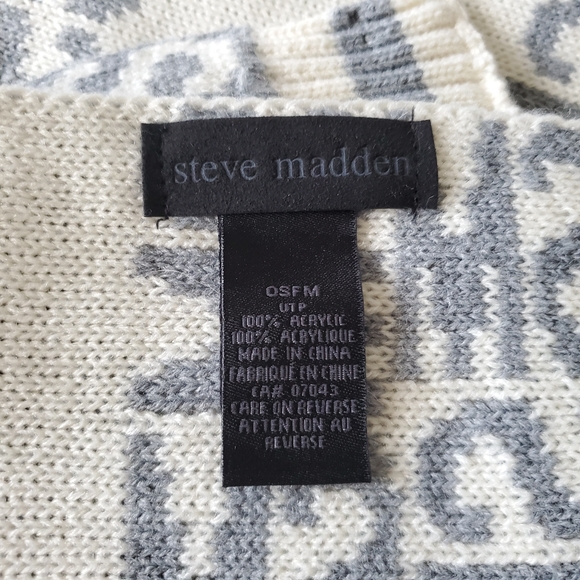 steve madden
OSFM
UTP
100% ACRYLIC
100% ACRYLIQUE
MADE IN CHINA
FABRIQUÉ EN CHINE
CA# 07043
CARE ON REVERSE
ATTENTION AU
REVERSE